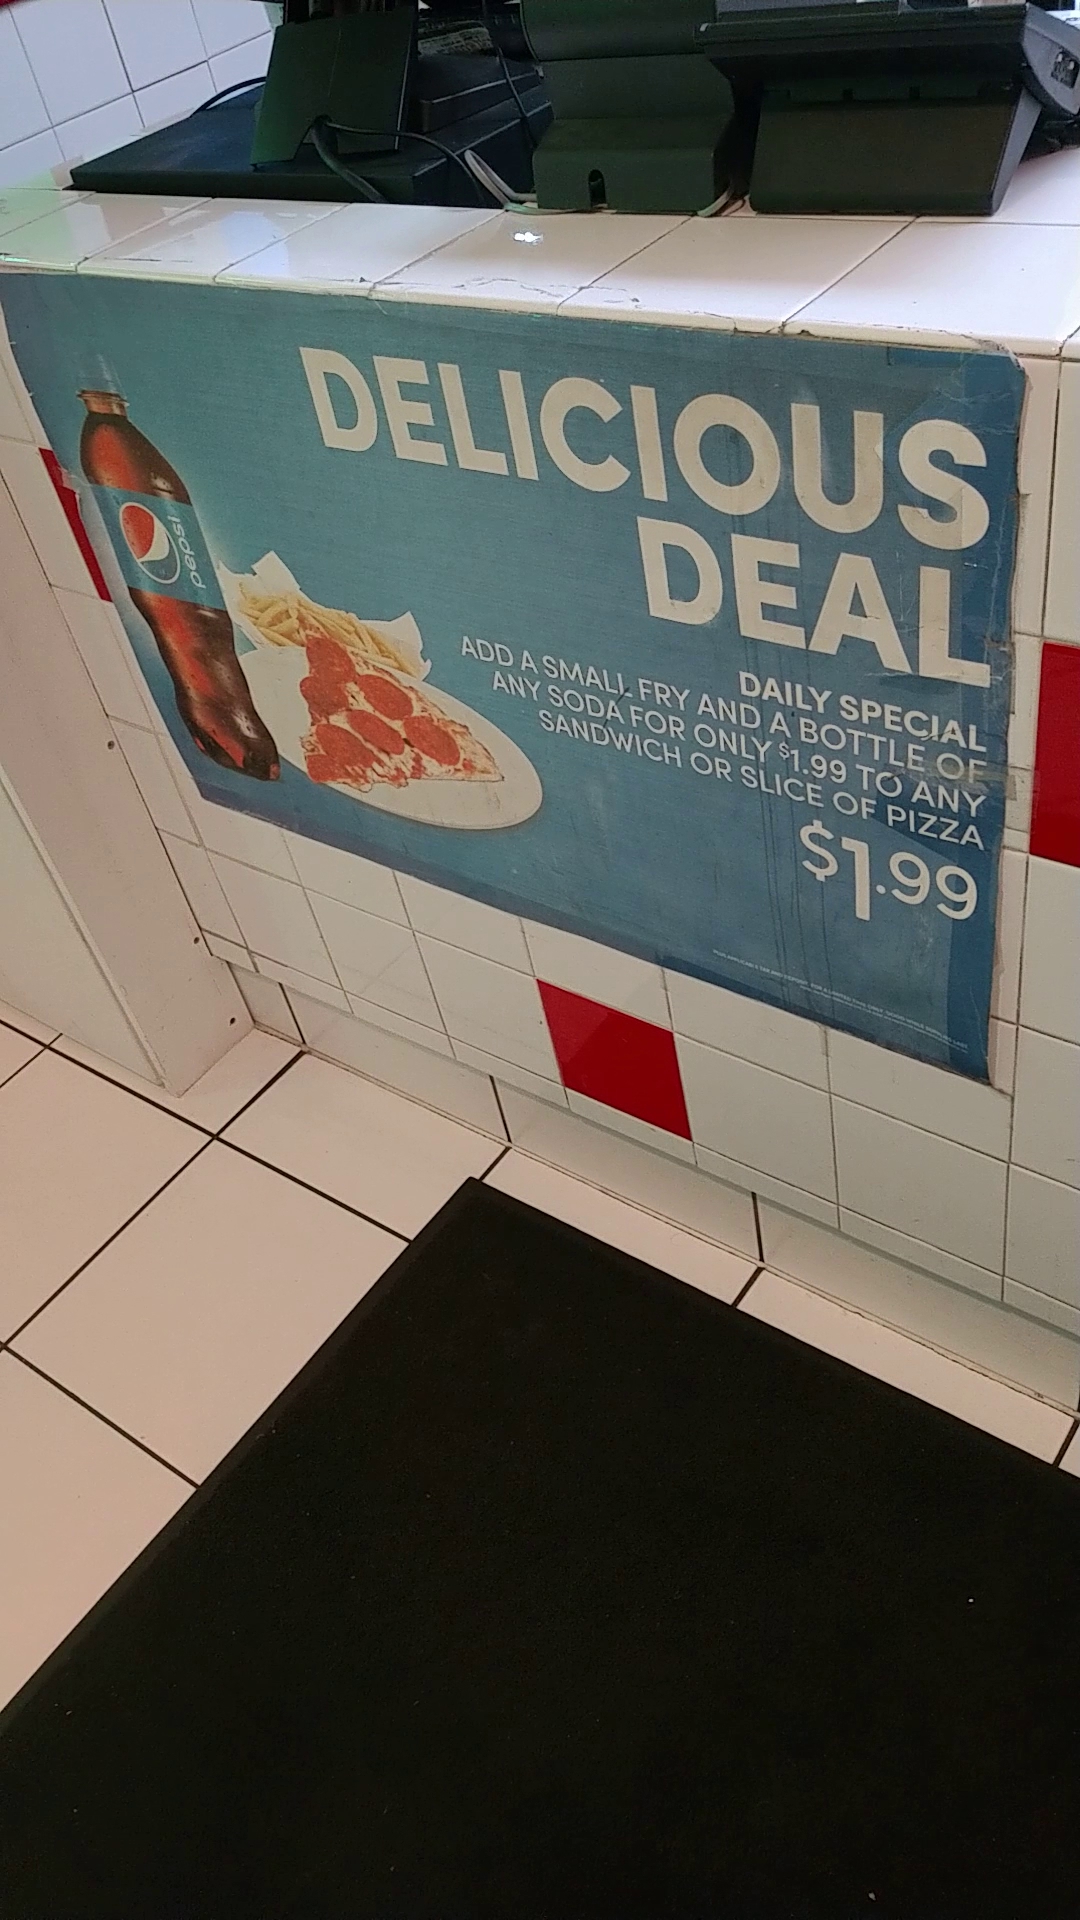 DELICIOUS
DEAL
DAILY SPECIAL
ADD A SMALL FRY AND A BOTTLE OF
ANY SODA FOR ONLY $1.99 TO ANY
SANDWICH OR SLICE OF PIZZA
$1.99
pepsi